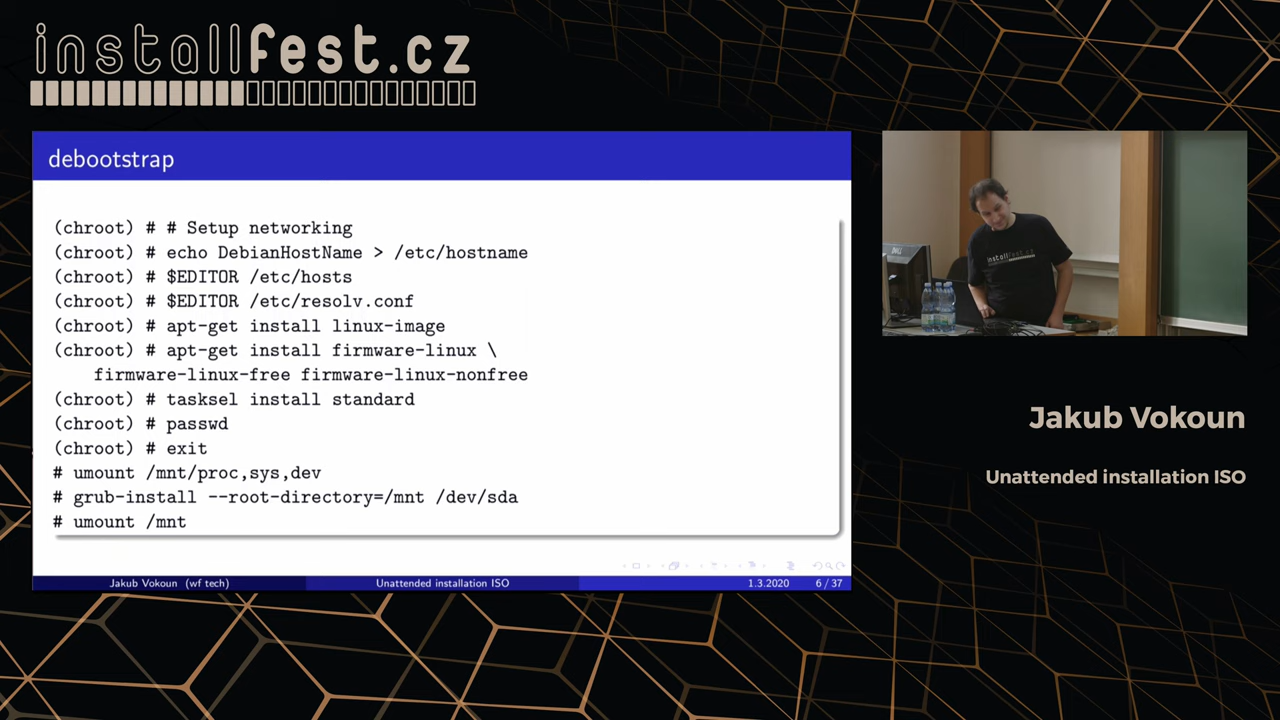 installfest.cz
debootstrap
(chroot) # # Setup networking
(chroot) # echo DebianHostName > /etc/hostname
(chroot) # $EDITOR /etc/hosts
(chroot) # $EDITOR /etc/resolv.conf
(chroot) # apt-get install linux-image
(chroot) # apt-get install firmware-linux \
firmware-linux-free firmware-linux-nonfree
(chroot) # tasksel install standard
(chroot) # passwd
(chroot) # exit
# umount /mnt/proc,sys,dev
# grub-install --root-directory=/mnt /dev/sda
# umount /mnt
Jakub Vokoun (wf tech)
Unattended installation ISO
1.3.2020
6 / 37
installfest.cz
Jakub Vokoun
Unattended installation ISO